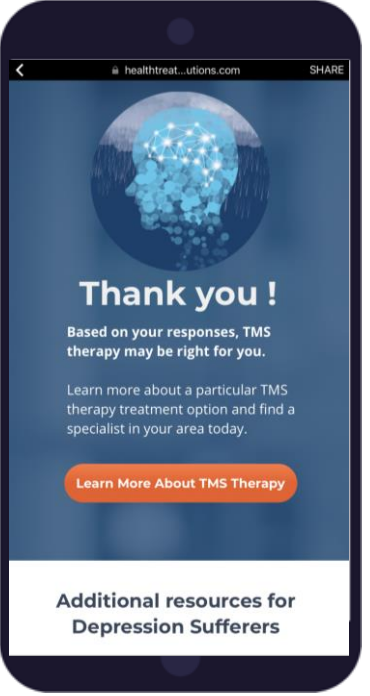 healthtreat...utions.com SHARE
Thank you !
Based on your responses, TMS
therapy may be right for you.
Learn more about a particular TMS
therapy treatment option and find a
specialist in your area today.
Learn More About TMS Therapy
Additional resources for
Depression Sufferers